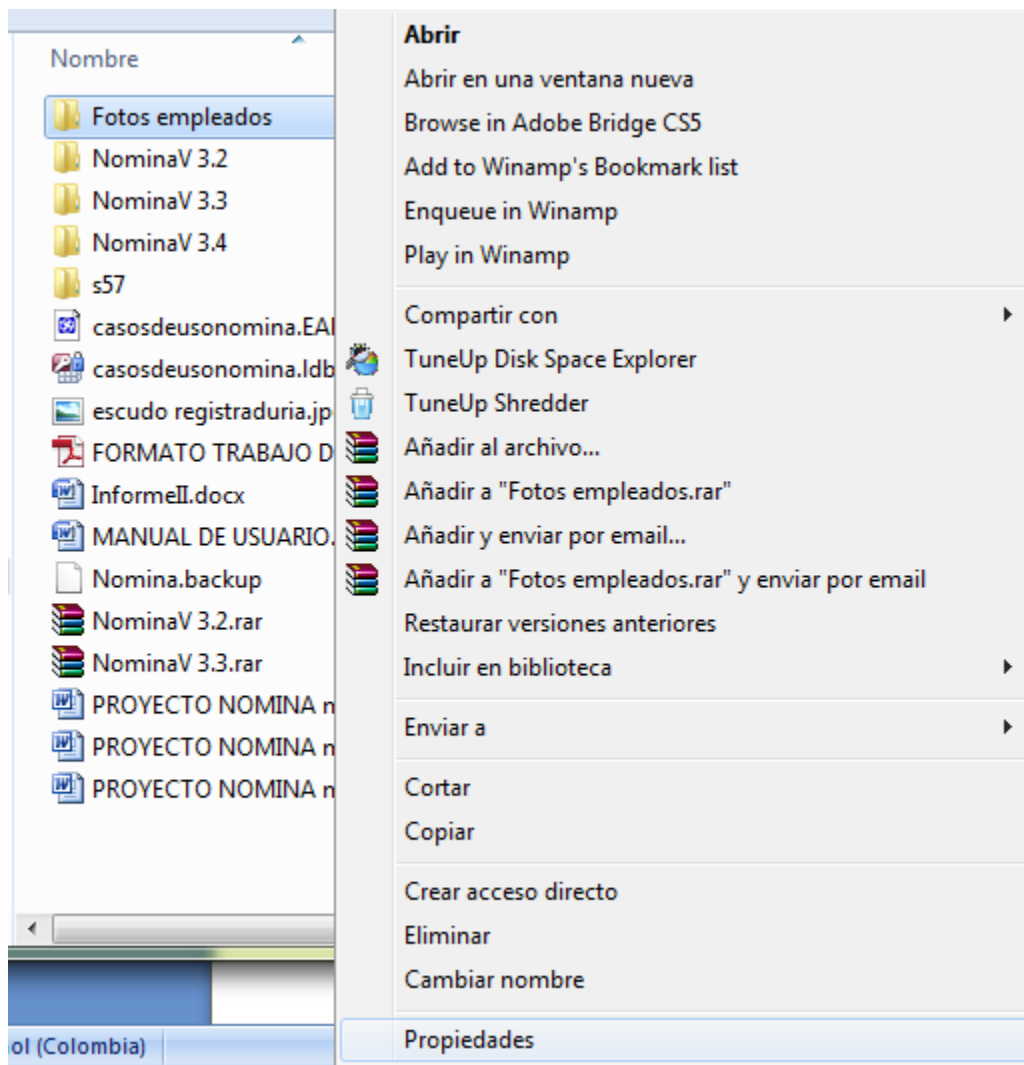 Nombre
Fotos empleados
NominaV 3.2
NominaV 3.3
NominaV 3.4
s57
casosdeusonomina.EA
casosdeusonomina.ldb
escudo registraduria.jp
FORMATO TRABAJO D
InformeII.docx
MANUAL DE USUARIO.
Nomina.backup
NominaV 3.2.rar
NominaV 3.3.rar
PROYECTO NOMINA n
PROYECTO NOMINA n
PROYECTO NOMINA n
ol (Colombia)
Abrir
Abrir en una ventana nueva
Browse in Adobe Bridge CS5
Add to Winamp's Bookmark list
Enqueue in Winamp
Play in Winamp
Compartir con
TuneUp Disk Space Explorer
TuneUp Shredder
Añadir al archivo...
Añadir a "Fotos empleados.rar"
Añadir y enviar por email...
Añadir a "Fotos empleados.rar" y enviar por email
Restaurar versiones anteriores
Incluir en biblioteca
Enviar a
Cortar
Copiar
Crear acceso directo
Eliminar
Cambiar nombre
Propiedades